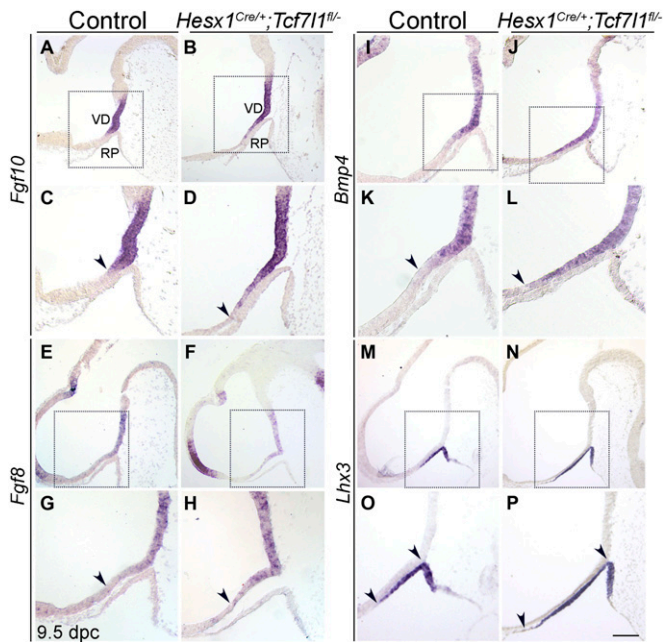 Control Hesx1Cre/+;Tcf7l1fl/- Control Hesx1Cre/+;Tcf7l1fl/-
A B I J
VD VD
RP RP
Fgf10 Bmp4
C D K L
E F M N
Fgf8 Lhx3
G H O P
9.5 dpc